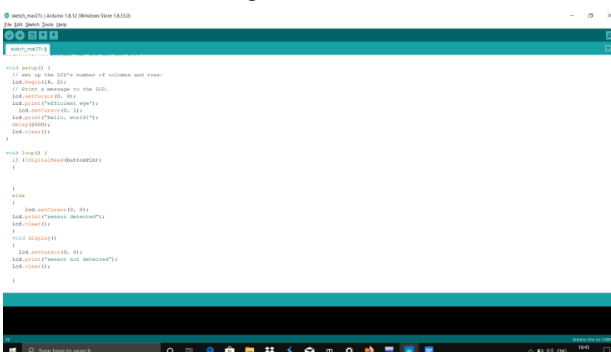 sketch_mar27c | Arduino 1.8.12 (Windows Store 1.8.33.0)
File Edit Sketch Tools Help
sketch_mar27c §
void setup() {
// set up the LCD's number of columns and rows:
lcd.begin(16, 2);
// Print a message to the LCD.
lcd.setCursor(0, 0);
lcd.print("efficient eye");
lcd.setCursor(0, 1);
lcd.print("hello, world!");
delay(2000);
lcd.clear();
}
void loop() {
if (!digitalRead(buttonPin))
{
}
else
{
lcd.setCursor(0, 0);
lcd.print("sensor detected");
lcd.clear();
}
void display()
{
lcd.setCursor(0, 0);
lcd.print("sensor not detected");
lcd.clear();
}
Type here to search
ENG